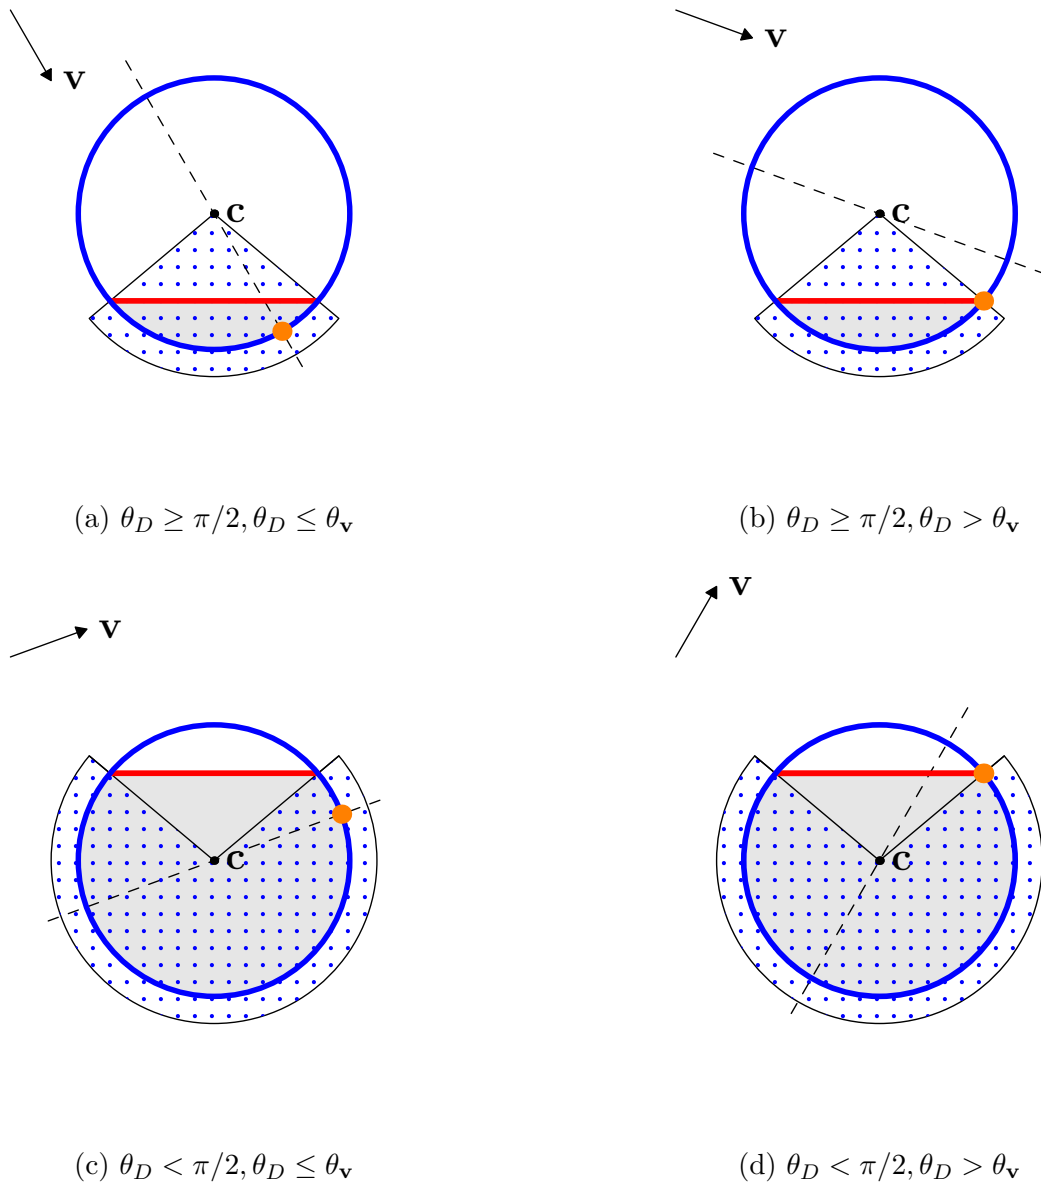 v
v
c
c
(a) θ_D ≥ π/2, θ_D ≤ θ_v
(b) θ_D ≥ π/2, θ_D > θ_v
v
v
c
c
(c) θ_D < π/2, θ_D ≤ θ_v
(d) θ_D < π/2, θ_D > θ_v